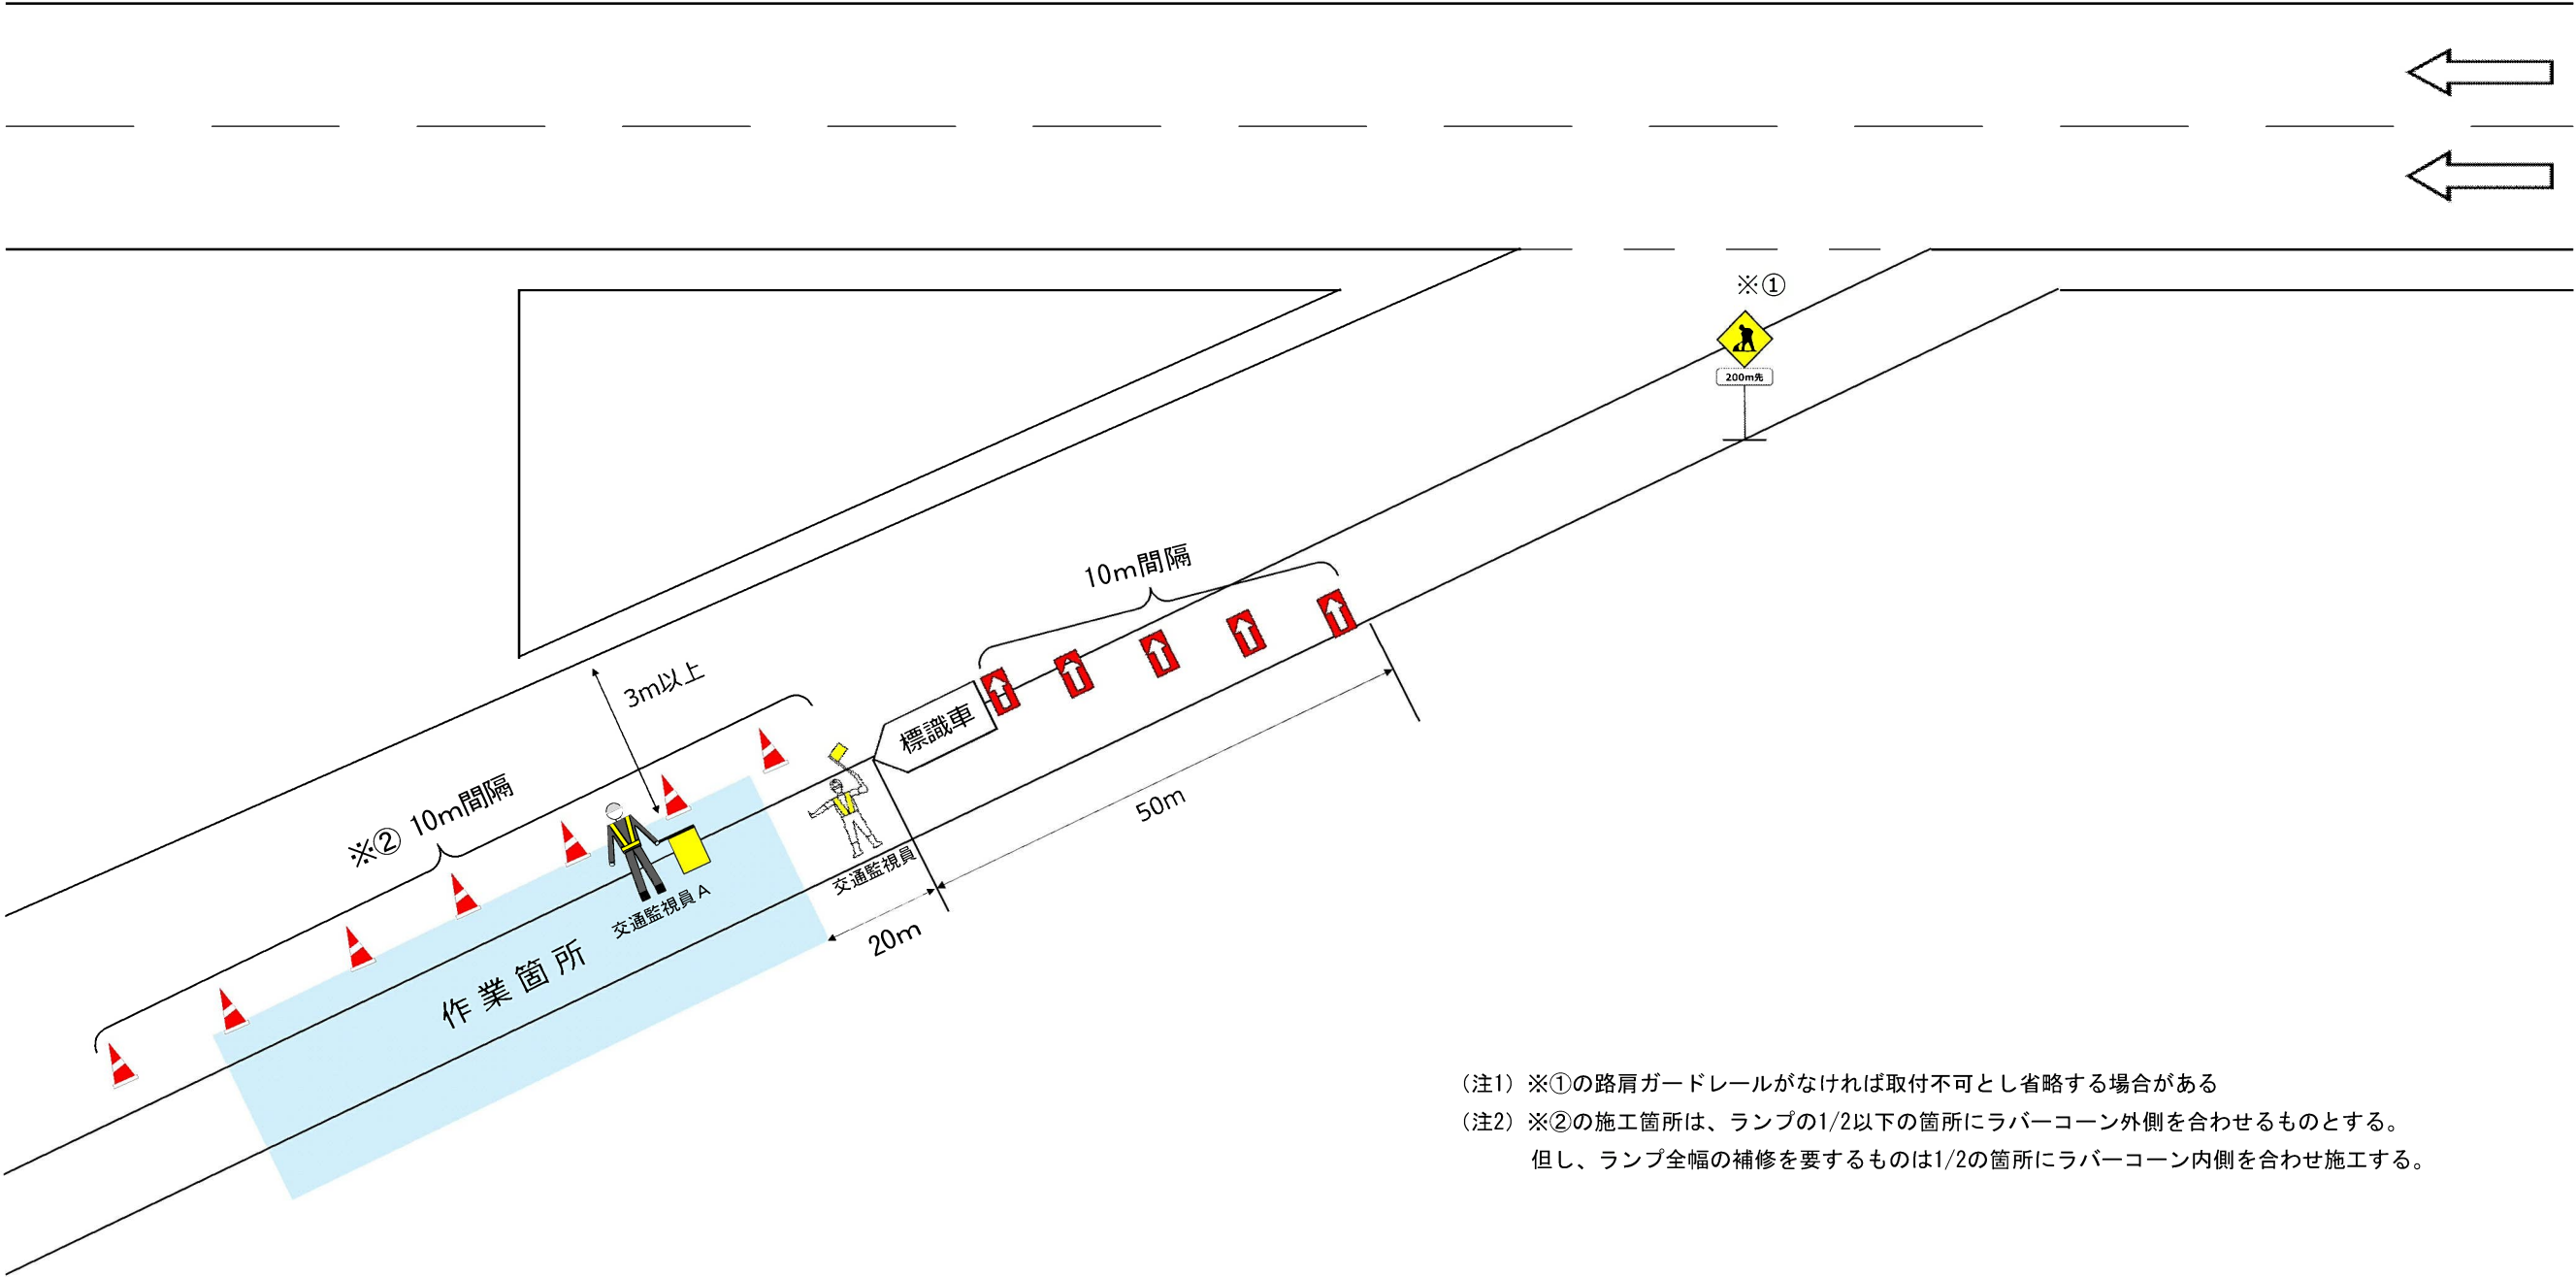 ※①
200m先
10m間隔
3m以上
標識車
※② 10m間隔
50m
交通監視員
交通監視員A
20m
作業箇所
（注1）※①の路肩ガードレールがなければ取付不可とし省略する場合がある
（注2）※②の施工箇所は、ランプの1/2以下の箇所にラバーコーン外側を合わせるものとする。
但し、ランプ全幅の補修を要するものは1/2の箇所にラバーコーン内側を合わせ施工する。